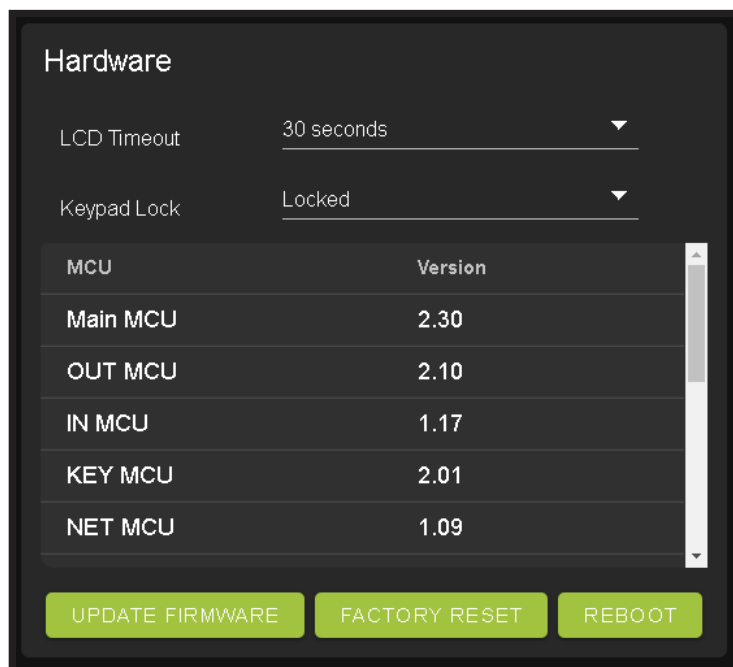 Hardware
LCD Timeout 30 seconds
Keypad Lock Locked
MCU Version
Main MCU 2.30
OUT MCU 2.10
IN MCU 1.17
KEY MCU 2.01
NET MCU 1.09
UPDATE FIRMWARE FACTORY RESET REBOOT